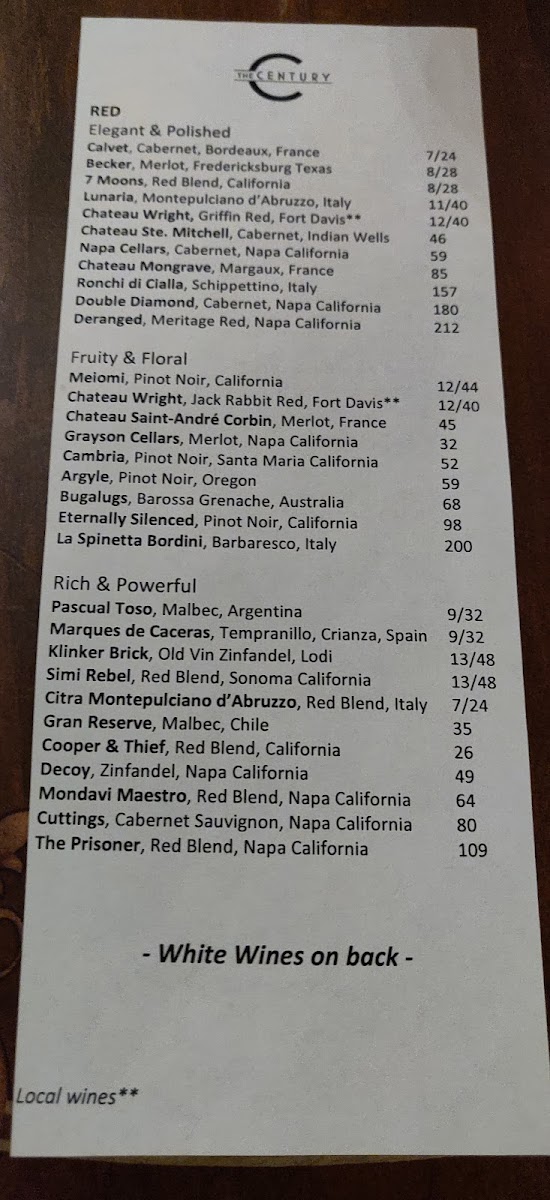 THE CENTURY
RED
Elegant & Polished
Calvet, Cabernet, Bordeaux, France 7/24
Becker, Merlot, Fredericksburg Texas 8/28
7 Moons, Red Blend, California 8/28
Lunaria, Montepulciano d'Abruzzo, Italy 11/40
Chateau Wright, Griffin Red, Fort Davis** 12/40
Chateau Ste. Mitchell, Cabernet, Indian Wells 46
Napa Cellars, Cabernet, Napa California 59
Chateau Mongrave, Margaux, France 85
Ronchi di Cialla, Schippettino, Italy 157
Double Diamond, Cabernet, Napa California 180
Deranged, Meritage Red, Napa California 212
Fruity & Floral
Meiomi, Pinot Noir, California 12/44
Chateau Wright, Jack Rabbit Red, Fort Davis** 12/40
Chateau Saint-André Corbin, Merlot, France 45
Grayson Cellars, Merlot, Napa California 32
Cambria, Pinot Noir, Santa Maria California 52
Argyle, Pinot Noir, Oregon 59
Bugalugs, Barossa Grenache, Australia 68
Eternally Silenced, Pinot Noir, California 98
La Spinetta Bordini, Barbaresco, Italy 200
Rich & Powerful
Pascual Toso, Malbec, Argentina 9/32
Marques de Caceras, Tempranillo, Crianza, Spain 9/32
Klinker Brick, Old Vin Zinfandel, Lodi 13/48
Simi Rebel, Red Blend, Sonoma California 13/48
Citra Montepulciano d'Abruzzo, Red Blend, Italy 7/24
Gran Reserve, Malbec, Chile 35
Cooper & Thief, Red Blend, California 26
Decoy, Zinfandel, Napa California 49
Mondavi Maestro, Red Blend, Napa California 64
Cuttings, Cabernet Sauvignon, Napa California 80
The Prisoner, Red Blend, Napa California 109
- White Wines on back -
Local wines**